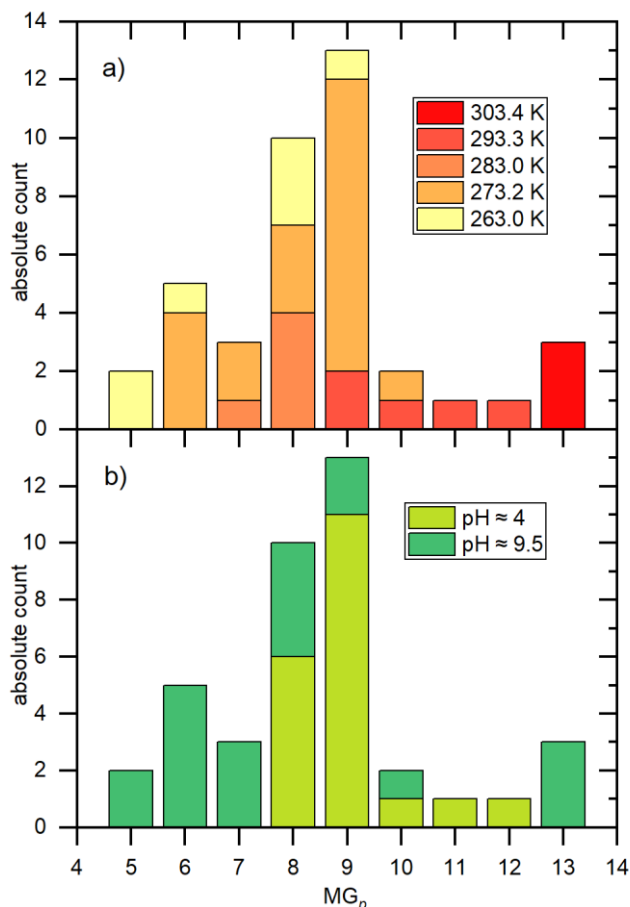 a)
14
12
10
8
6
4
2
0
absolute count
303.4 K
293.3 K
283.0 K
273.2 K
263.0 K
b)
12
10
8
6
4
2
0
absolute count
pH ≈ 4
pH ≈ 9.5
4 5 6 7 8 9 10 11 12 13 14
MGₙ